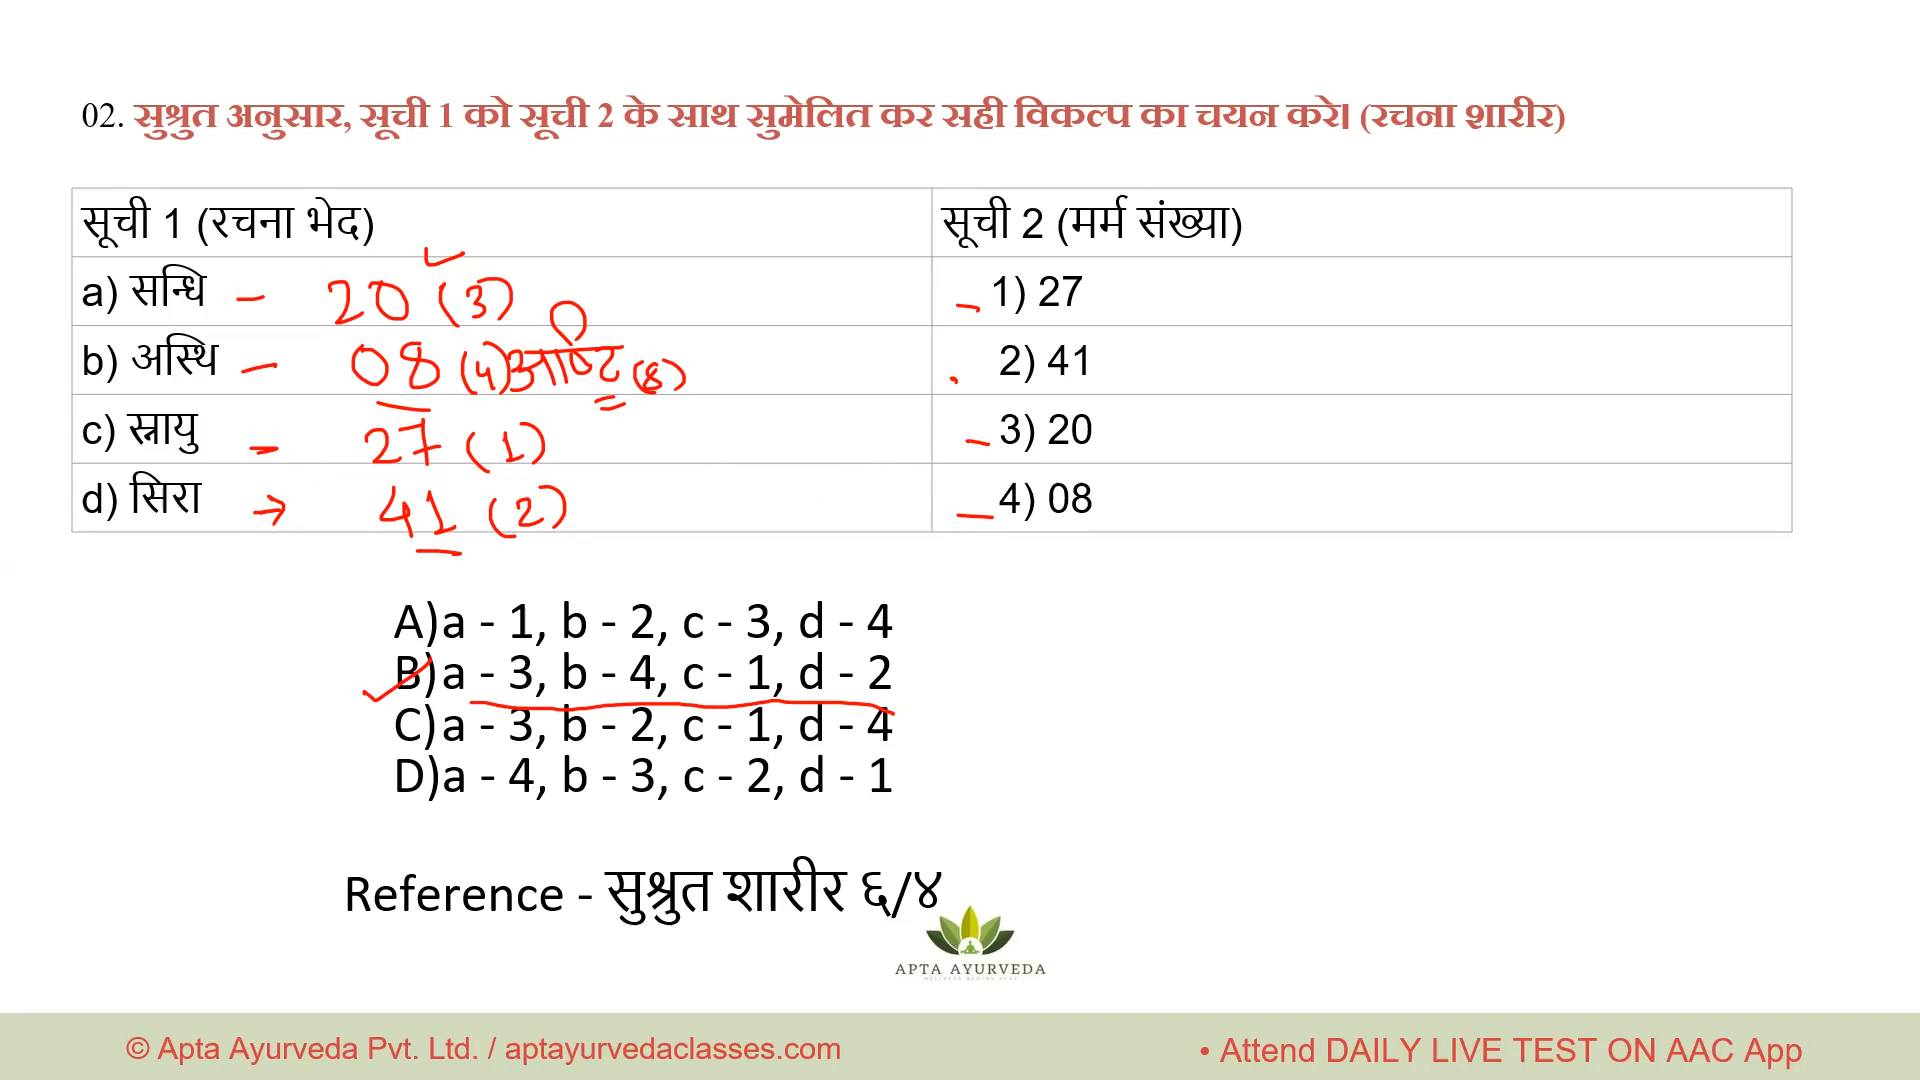 02. सुश्रुत अनुसार, सूची 1 को सूची 2 के साथ सुमेलित कर सही विकल्प का चयन करे। (रचना शारीर)
सूची 1 (रचना भेद) सूची 2 (मर्म संख्या)
a) सन्धि – 20 (3) 1) 27
b) अस्थि – 08 (4) (8) 2) 41
c) स्नायु – 27 (1) 3) 20
d) सिरा → 41 (2) 4) 08
A)a - 1, b - 2, c - 3, d - 4
B)a - 3, b - 4, c - 1, d - 2
C)a - 3, b - 2, c - 1, d - 4
D)a - 4, b - 3, c - 2, d - 1
Reference - सुश्रुत शारीर ६/४
APTA AYURVEDA
© Apta Ayurveda Pvt. Ltd. / aptayurvedaclasses.com
• Attend DAILY LIVE TEST ON AAC App